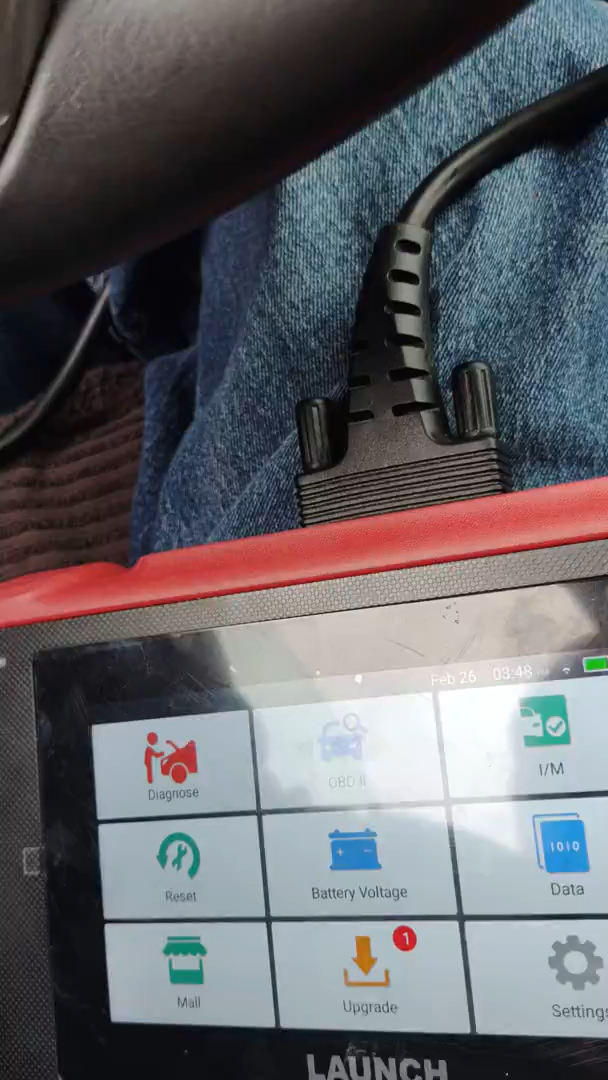 Feb 26 03:48
Diagnose
OBD II
I/M
Reset
Battery Voltage
1010
Data
Mall
1
Upgrade
Settings
LAUNCH